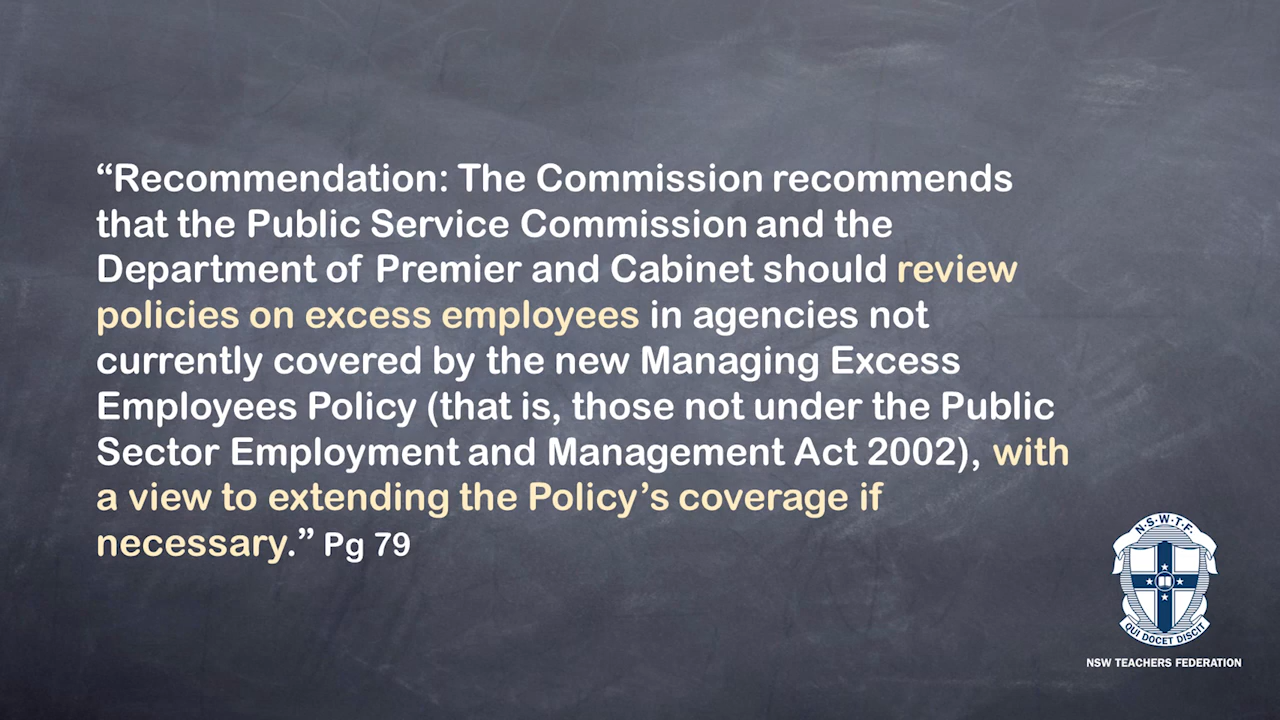 “Recommendation: The Commission recommends
that the Public Service Commission and the
Department of Premier and Cabinet should review
policies on excess employees in agencies not
currently covered by the new Managing Excess
Employees Policy (that is, those not under the Public
Sector Employment and Management Act 2002), with
a view to extending the Policy’s coverage if
necessary.” Pg 79
N·S·W·T·F·
QUI DOCET DISCIT
NSW TEACHERS FEDERATION